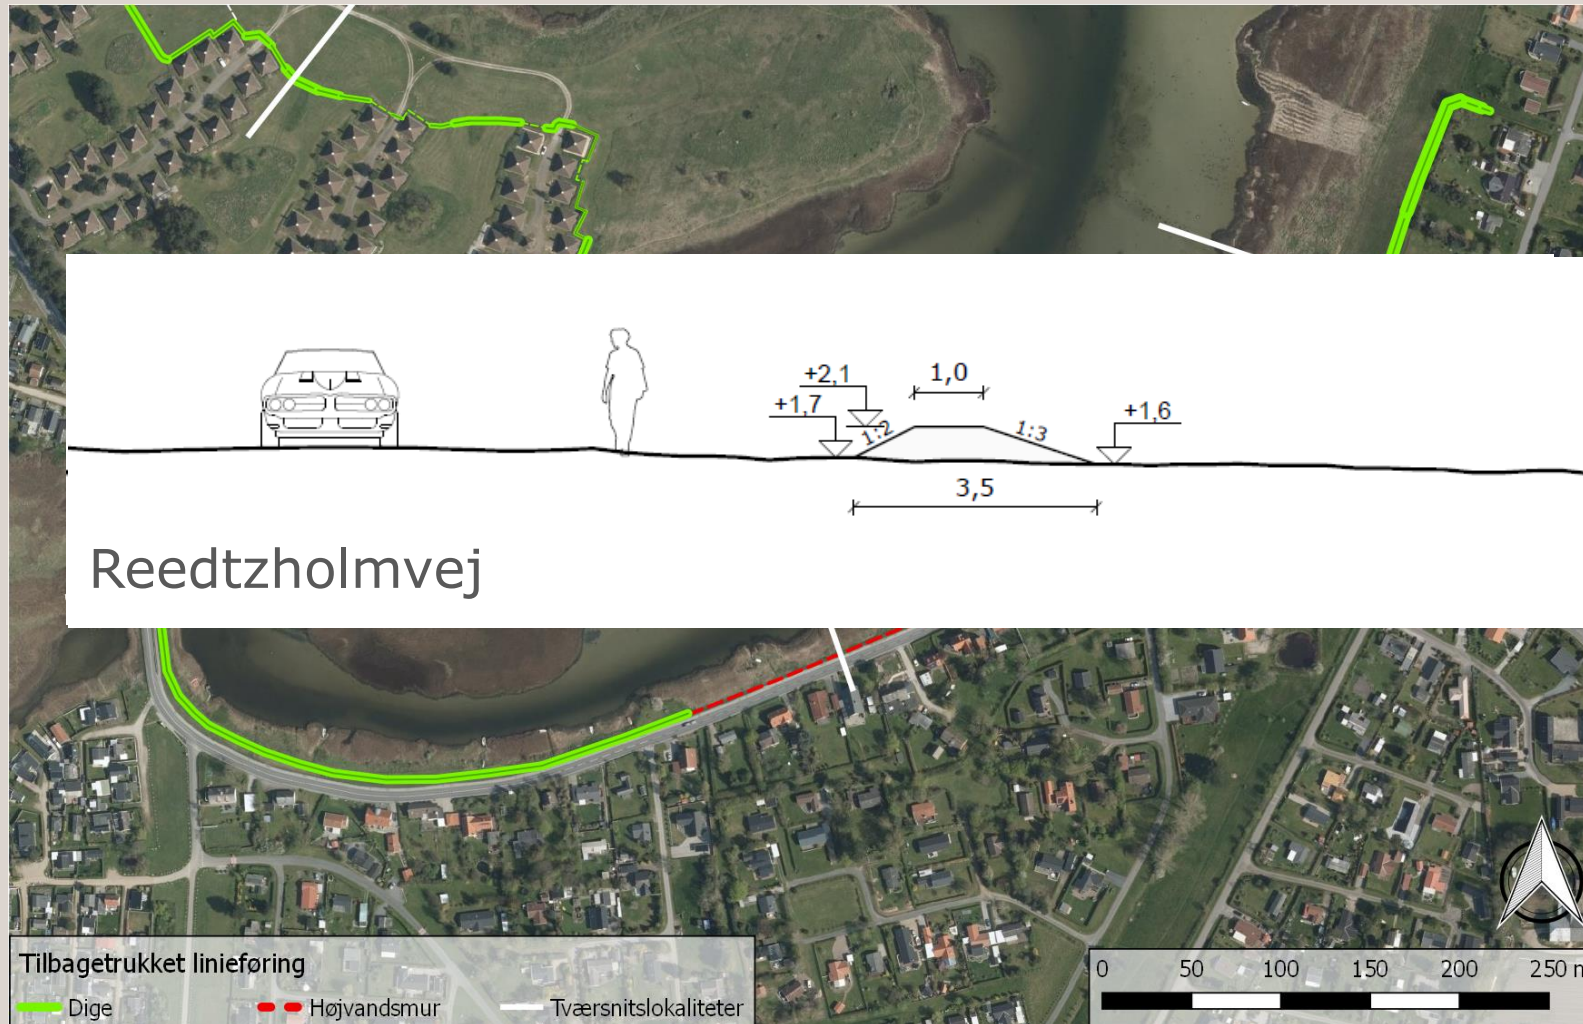 +2,1
1,0
+1,7
+1,6
1:2
1:3
3,5
Reedtzholmvej
Tilbagetrukket linieføring
Dige
Højvandsmur
Tværsnitslokaliteter
0 50 100 150 200 250 m